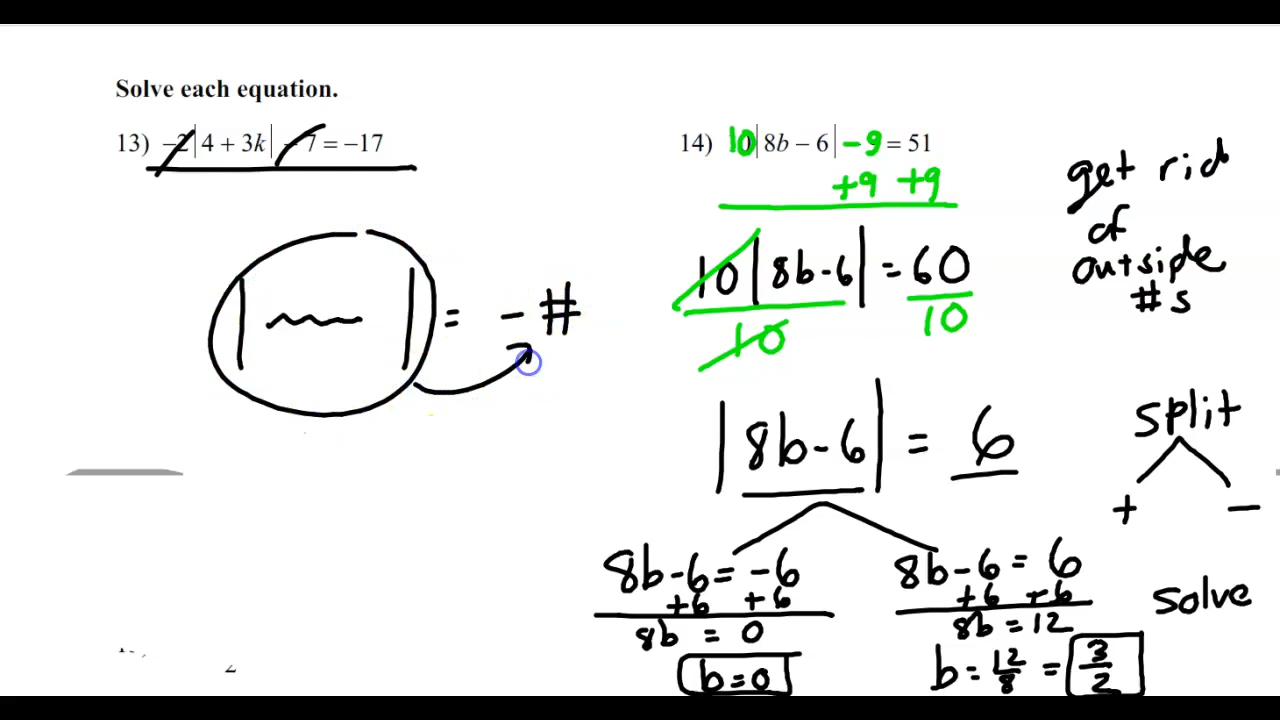 Solve each equation.
13) −2|4 + 3k| − 7 = −17
| | = - #
14) 10|8b − 6| - 9 = 51
+9 +9
10|8b-6| = 60
10 10
|8b-6| = 6
8b-6 = -6
+6 +6
8b = 0
b = 0
8b-6 = 6
+6 +6
8b = 12
b = 12/8 = 3/2
get rid
of
outside
#s
split
+ −
solve
2